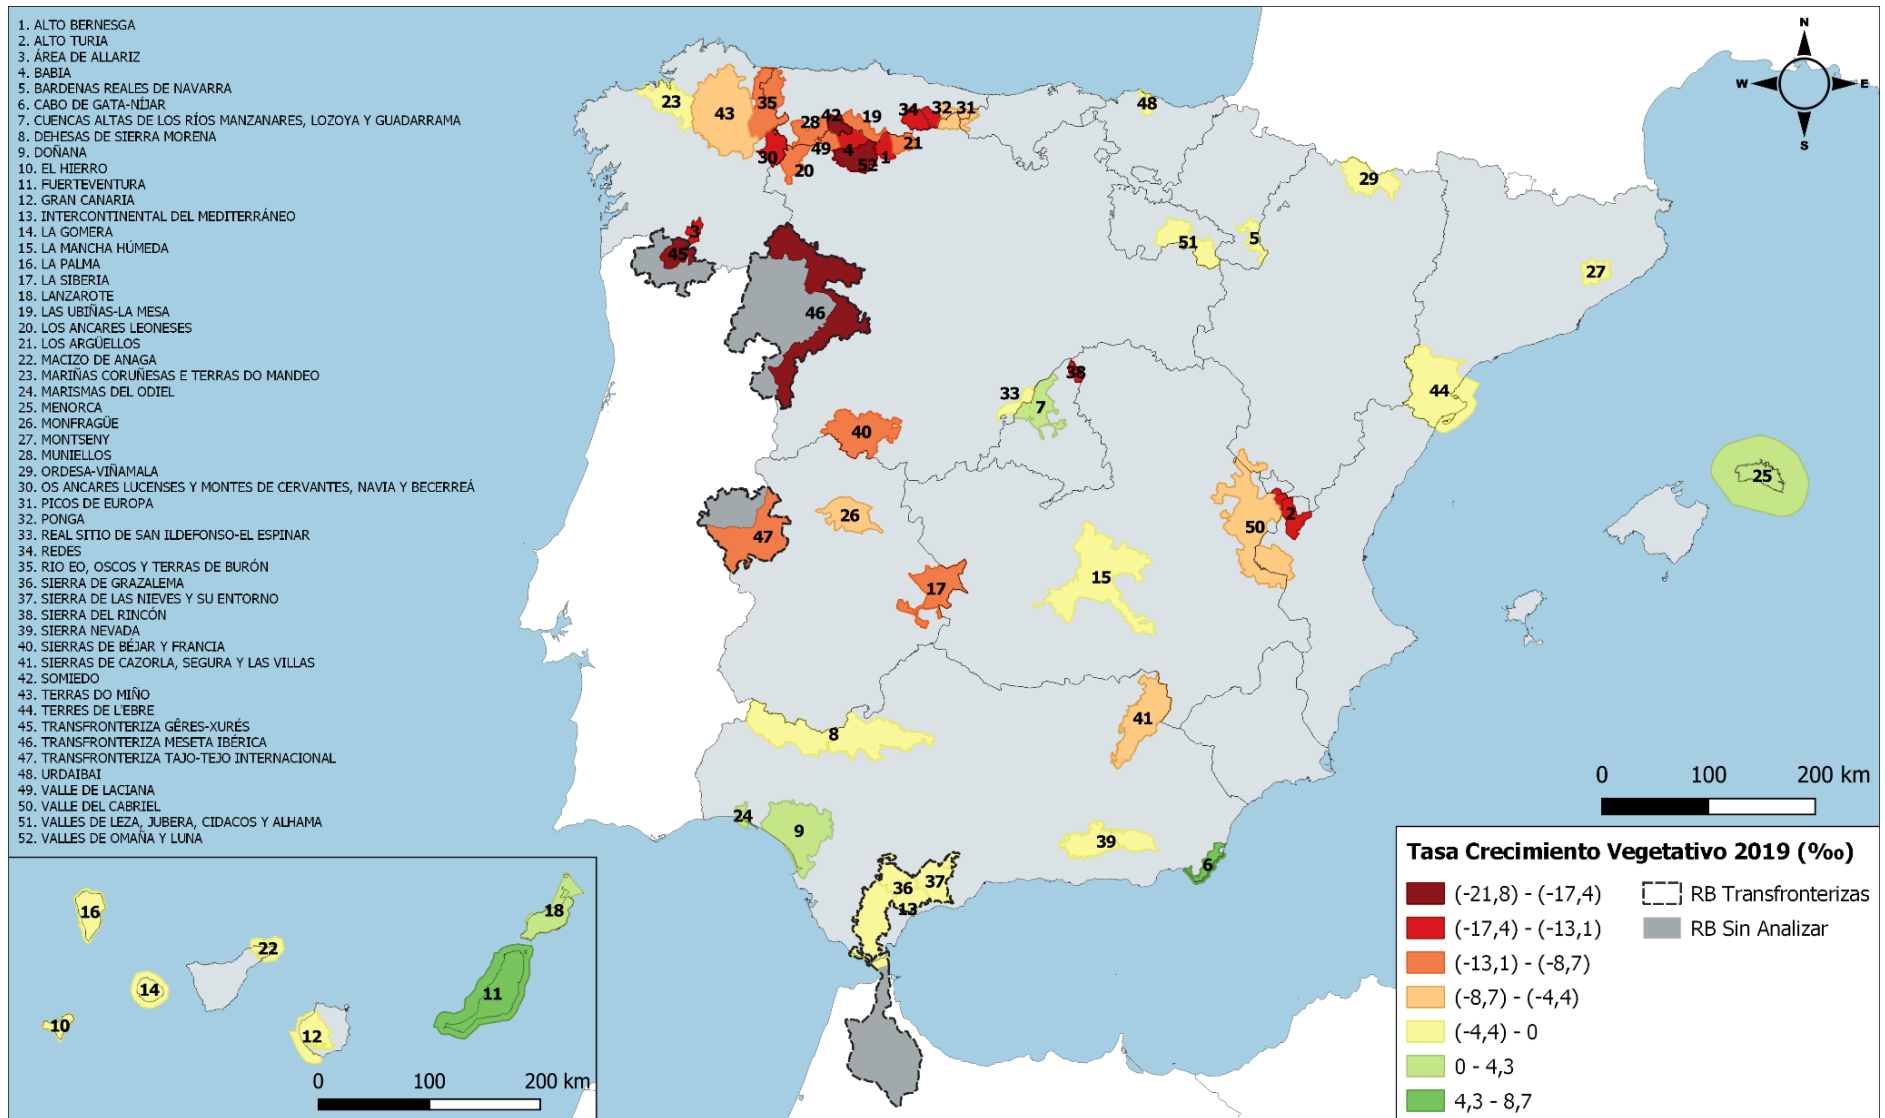 1. ALTO BERNESGA
2. ALTO TURIA
3. ÁREA DE ALLARIZ
4. BABIA
5. BARDENAS REALES DE NAVARRA
6. CABO DE GATA-NÍJAR
7. CUENCAS ALTAS DE LOS RÍOS MANZANARES, LOZOYA Y GUADARRAMA
8. DEHESAS DE SIERRA MORENA
9. DOÑANA
10. EL HIERRO
11. FUERTEVENTURA
12. GRAN CANARIA
13. INTERCONTINENTAL DEL MEDITERRÁNEO
14. LA GOMERA
15. LA MANCHA HÚMEDA
16. LA PALMA
17. LA SIBERIA
18. LANZAROTE
19. LAS UBIÑAS-LA MESA
20. LOS ANCARES LEONESES
21. LOS ARGÜELLOS
22. MACIZO DE ANAGA
23. MARIÑAS CORUÑESAS E TERRAS DO MANDEO
24. MARISMAS DEL ODIEL
25. MENORCA
26. MONFRAGÜE
27. MONTSENY
28. MUNIELLOS
29. ORDESA-VIÑAMALA
30. OS ANCARES LUCENSES Y MONTES DE CERVANTES, NAVIA Y BECERREÁ
31. PICOS DE EUROPA
32. PONGA
33. REAL SITIO DE SAN ILDEFONSO-EL ESPINAR
34. REDES
35. RIO EO, OSCOS Y TERRAS DE BURÓN
36. SIERRA DE GRAZALEMA
37. SIERRA DE LAS NIEVES Y SU ENTORNO
38. SIERRA DEL RINCÓN
39. SIERRA NEVADA
40. SIERRAS DE BÉJAR Y FRANCIA
41. SIERRAS DE CAZORLA, SEGURA Y LAS VILLAS
42. SOMIEDO
43. TERRAS DO MIÑO
44. TERRES DE L'EBRE
45. TRANSFRONTERIZA GÊRES-XURÉS
46. TRANSFRONTERIZA MESETA IBÉRICA
47. TRANSFRONTERIZA TAJO-TEJO INTERNACIONAL
48. URDAIBAI
49. VALLE DE LACIANA
50. VALLE DEL CABRIEL
51. VALLES DE LEZA, JUBERA, CIDACOS Y ALHAMA
52. VALLES DE OMAÑA Y LUNA
N
W E
S
23 43 35 28 42 19 34 32 31 48
30 20 49 4 52 1 21
29
3 45 51 5
27
46
38
33 7
44
40
25
26 50 2
47
17 15
41
8
24 9 39
6
36 37
13
16 18
22
14 11
10 12
0 100 200 km
0 100 200 km
Tasa Crecimiento Vegetativo 2019 (‰)
(-21,8) - (-17,4)
(-17,4) - (-13,1)
(-13,1) - (-8,7)
(-8,7) - (-4,4)
(-4,4) - 0
0 - 4,3
4,3 - 8,7
RB Transfronterizas
RB Sin Analizar